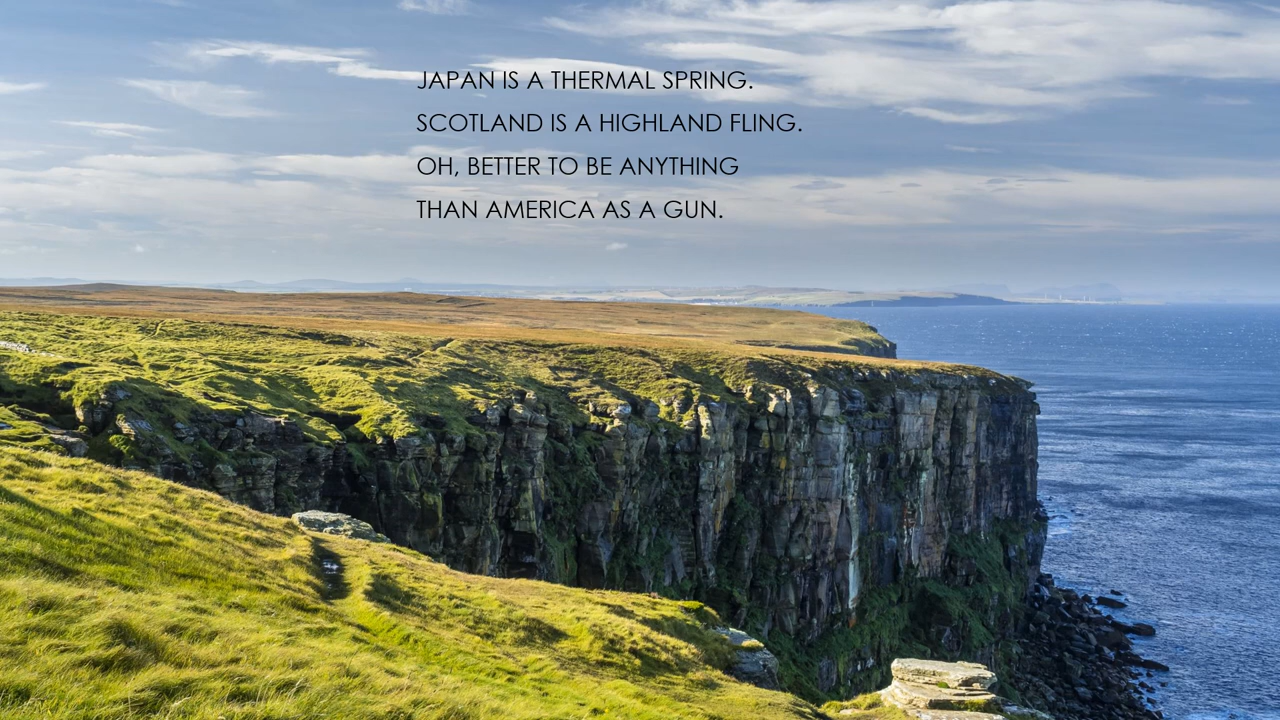 JAPAN IS A THERMAL SPRING.
SCOTLAND IS A HIGHLAND FLING.
OH, BETTER TO BE ANYTHING
THAN AMERICA AS A GUN.